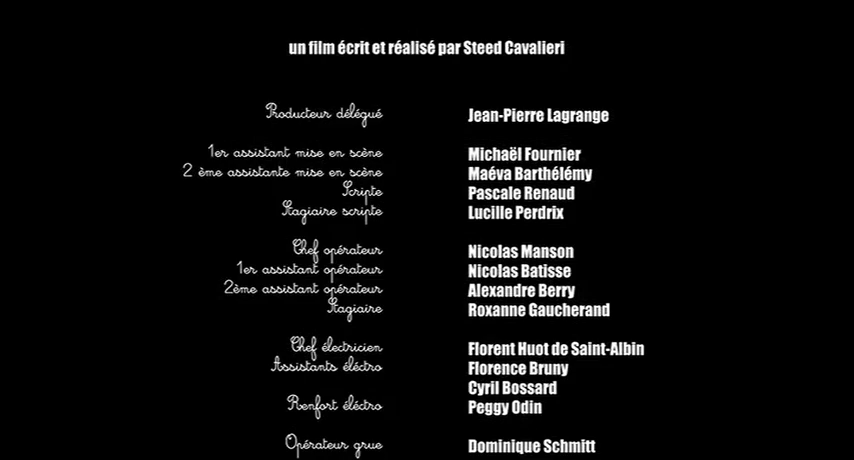 un film écrit et réalisé par Steed Cavalieri
Producteur délégué Jean-Pierre Lagrange
1er assistant mise en scène Michaël Fournier
2 ème assistante mise en scène Maéva Barthélémy
Scripte Pascale Renaud
Stagiaire scripte Lucille Perdrix
Chef opérateur Nicolas Manson
1er assistant opérateur Nicolas Batisse
2ème assistant opérateur Alexandre Berry
Stagiaire Roxanne Gaucherand
Chef électricien Florent Huot de Saint-Albin
Assistants éléctro Florence Bruny
Cyril Bossard
Renfort éléctro Peggy Odin
Opérateur grue Dominique Schmitt